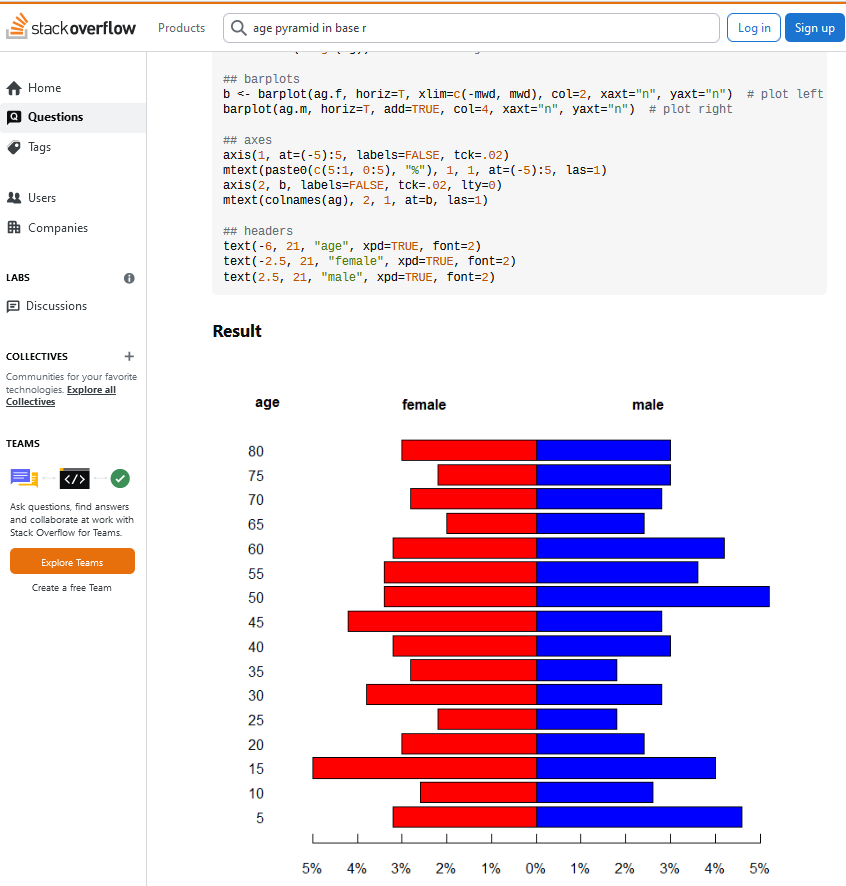 stackoverflow Products age pyramid in base r Log in Sign up
Home
Questions
Tags
Users
Companies
LABS
Discussions
COLLECTIVES
Communities for your favorite
technologies. Explore all
Collectives
TEAMS
</>
Ask questions, find answers
and collaborate at work with
Stack Overflow for Teams.
Explore Teams
Create a free Team
## barplots
b <- barplot(ag.f, horiz=T, xlim=c(-mwd, mwd), col=2, xaxt="n", yaxt="n")  # plot left
barplot(ag.m, horiz=T, add=TRUE, col=4, xaxt="n", yaxt="n")  # plot right
## axes
axis(1, at=(-5):5, labels=FALSE, tck=.02)
mtext(paste0(c(5:1, 0:5), "%"), 1, 1, at=(-5):5, las=1)
axis(2, b, labels=FALSE, tck=.02, lty=0)
mtext(colnames(ag), 2, 1, at=b, las=1)
## headers
text(-6, 21, "age", xpd=TRUE, font=2)
text(-2.5, 21, "female", xpd=TRUE, font=2)
text(2.5, 21, "male", xpd=TRUE, font=2)
Result
age female male
80
75
70
65
60
55
50
45
40
35
30
25
20
15
10
5
5% 4% 3% 2% 1% 0% 1% 2% 3% 4% 5%